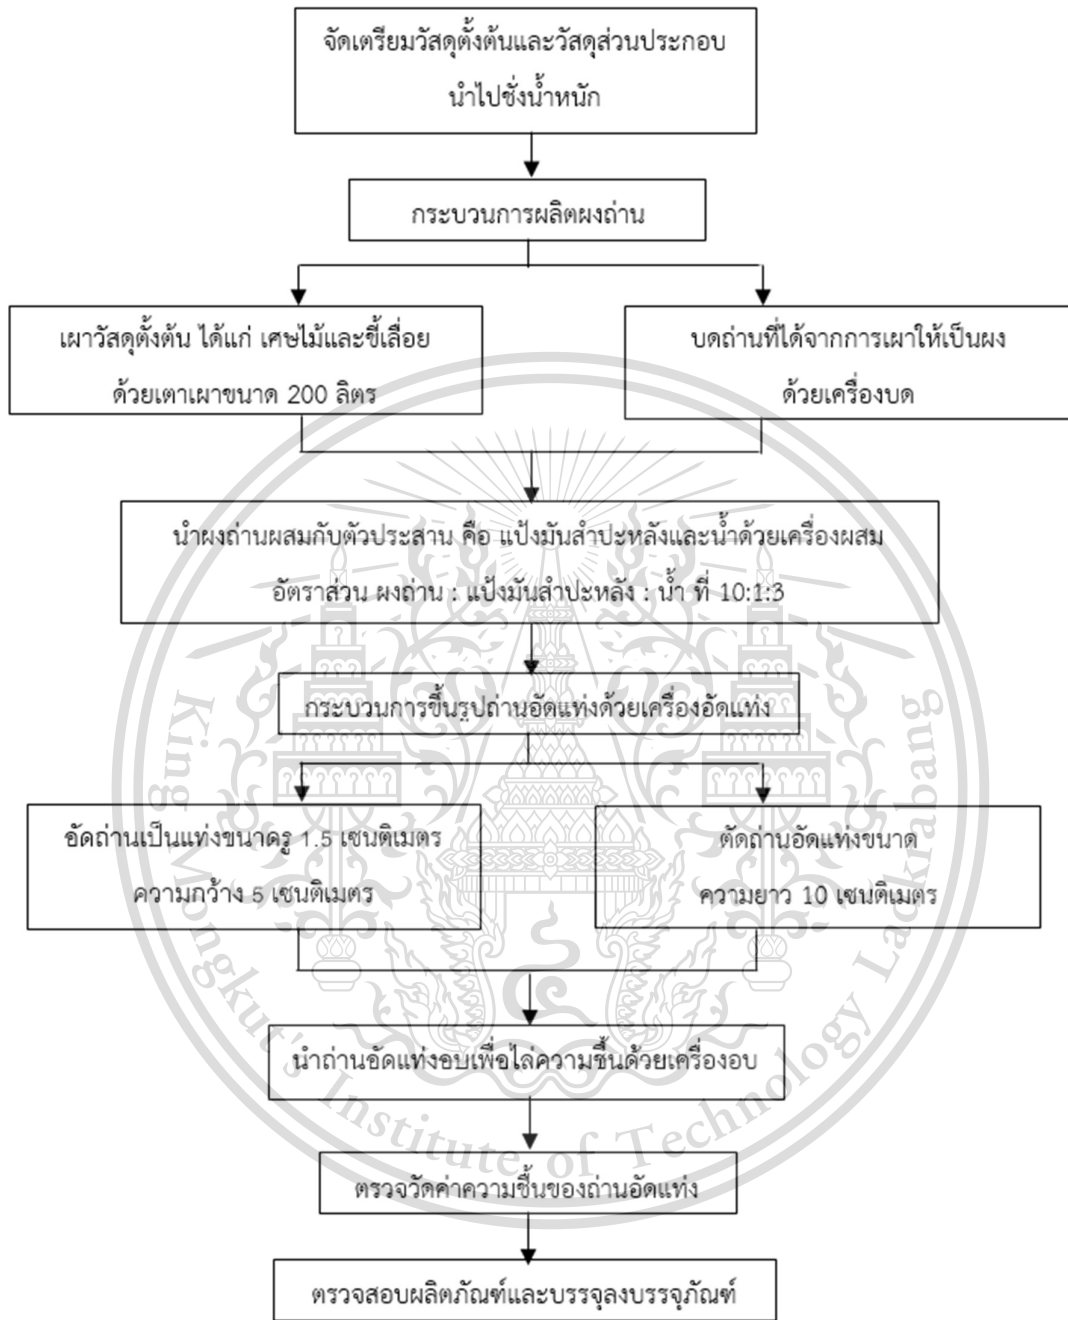 จัดเตรียมวัสดุตั้งต้นและวัสดุส่วนประกอบ
นำไปชั่งน้ำหนัก
กระบวนการผลิตผงถ่าน
เผาวัสดุตั้งต้น ได้แก่ เศษไม้และขี้เลื่อย
ด้วยเตาเผาขนาด 200 ลิตร
บดถ่านที่ได้จากการเผาให้เป็นผง
ด้วยเครื่องบด
นำผงถ่านผสมกับตัวประสาน คือ แป้งมันสำปะหลังและน้ำด้วยเครื่องผสม
อัตราส่วน ผงถ่าน : แป้งมันสำปะหลัง : น้ำ ที่ 10:1:3
กระบวนการขึ้นรูปถ่านอัดแท่งด้วยเครื่องอัดแท่ง
อัดถ่านเป็นแท่งขนาดรู 1.5 เซนติเมตร
ความกว้าง 5 เซนติเมตร
ตัดถ่านอัดแท่งขนาด
ความยาว 10 เซนติเมตร
นำถ่านอัดแท่งอบเพื่อไล่ความชื้นด้วยเครื่องอบ
ตรวจวัดค่าความชื้นของถ่านอัดแท่ง
ตรวจสอบผลิตภัณฑ์และบรรจุลงบรรจุภัณฑ์
King Mongkut's Institute of Technology Ladkrabang